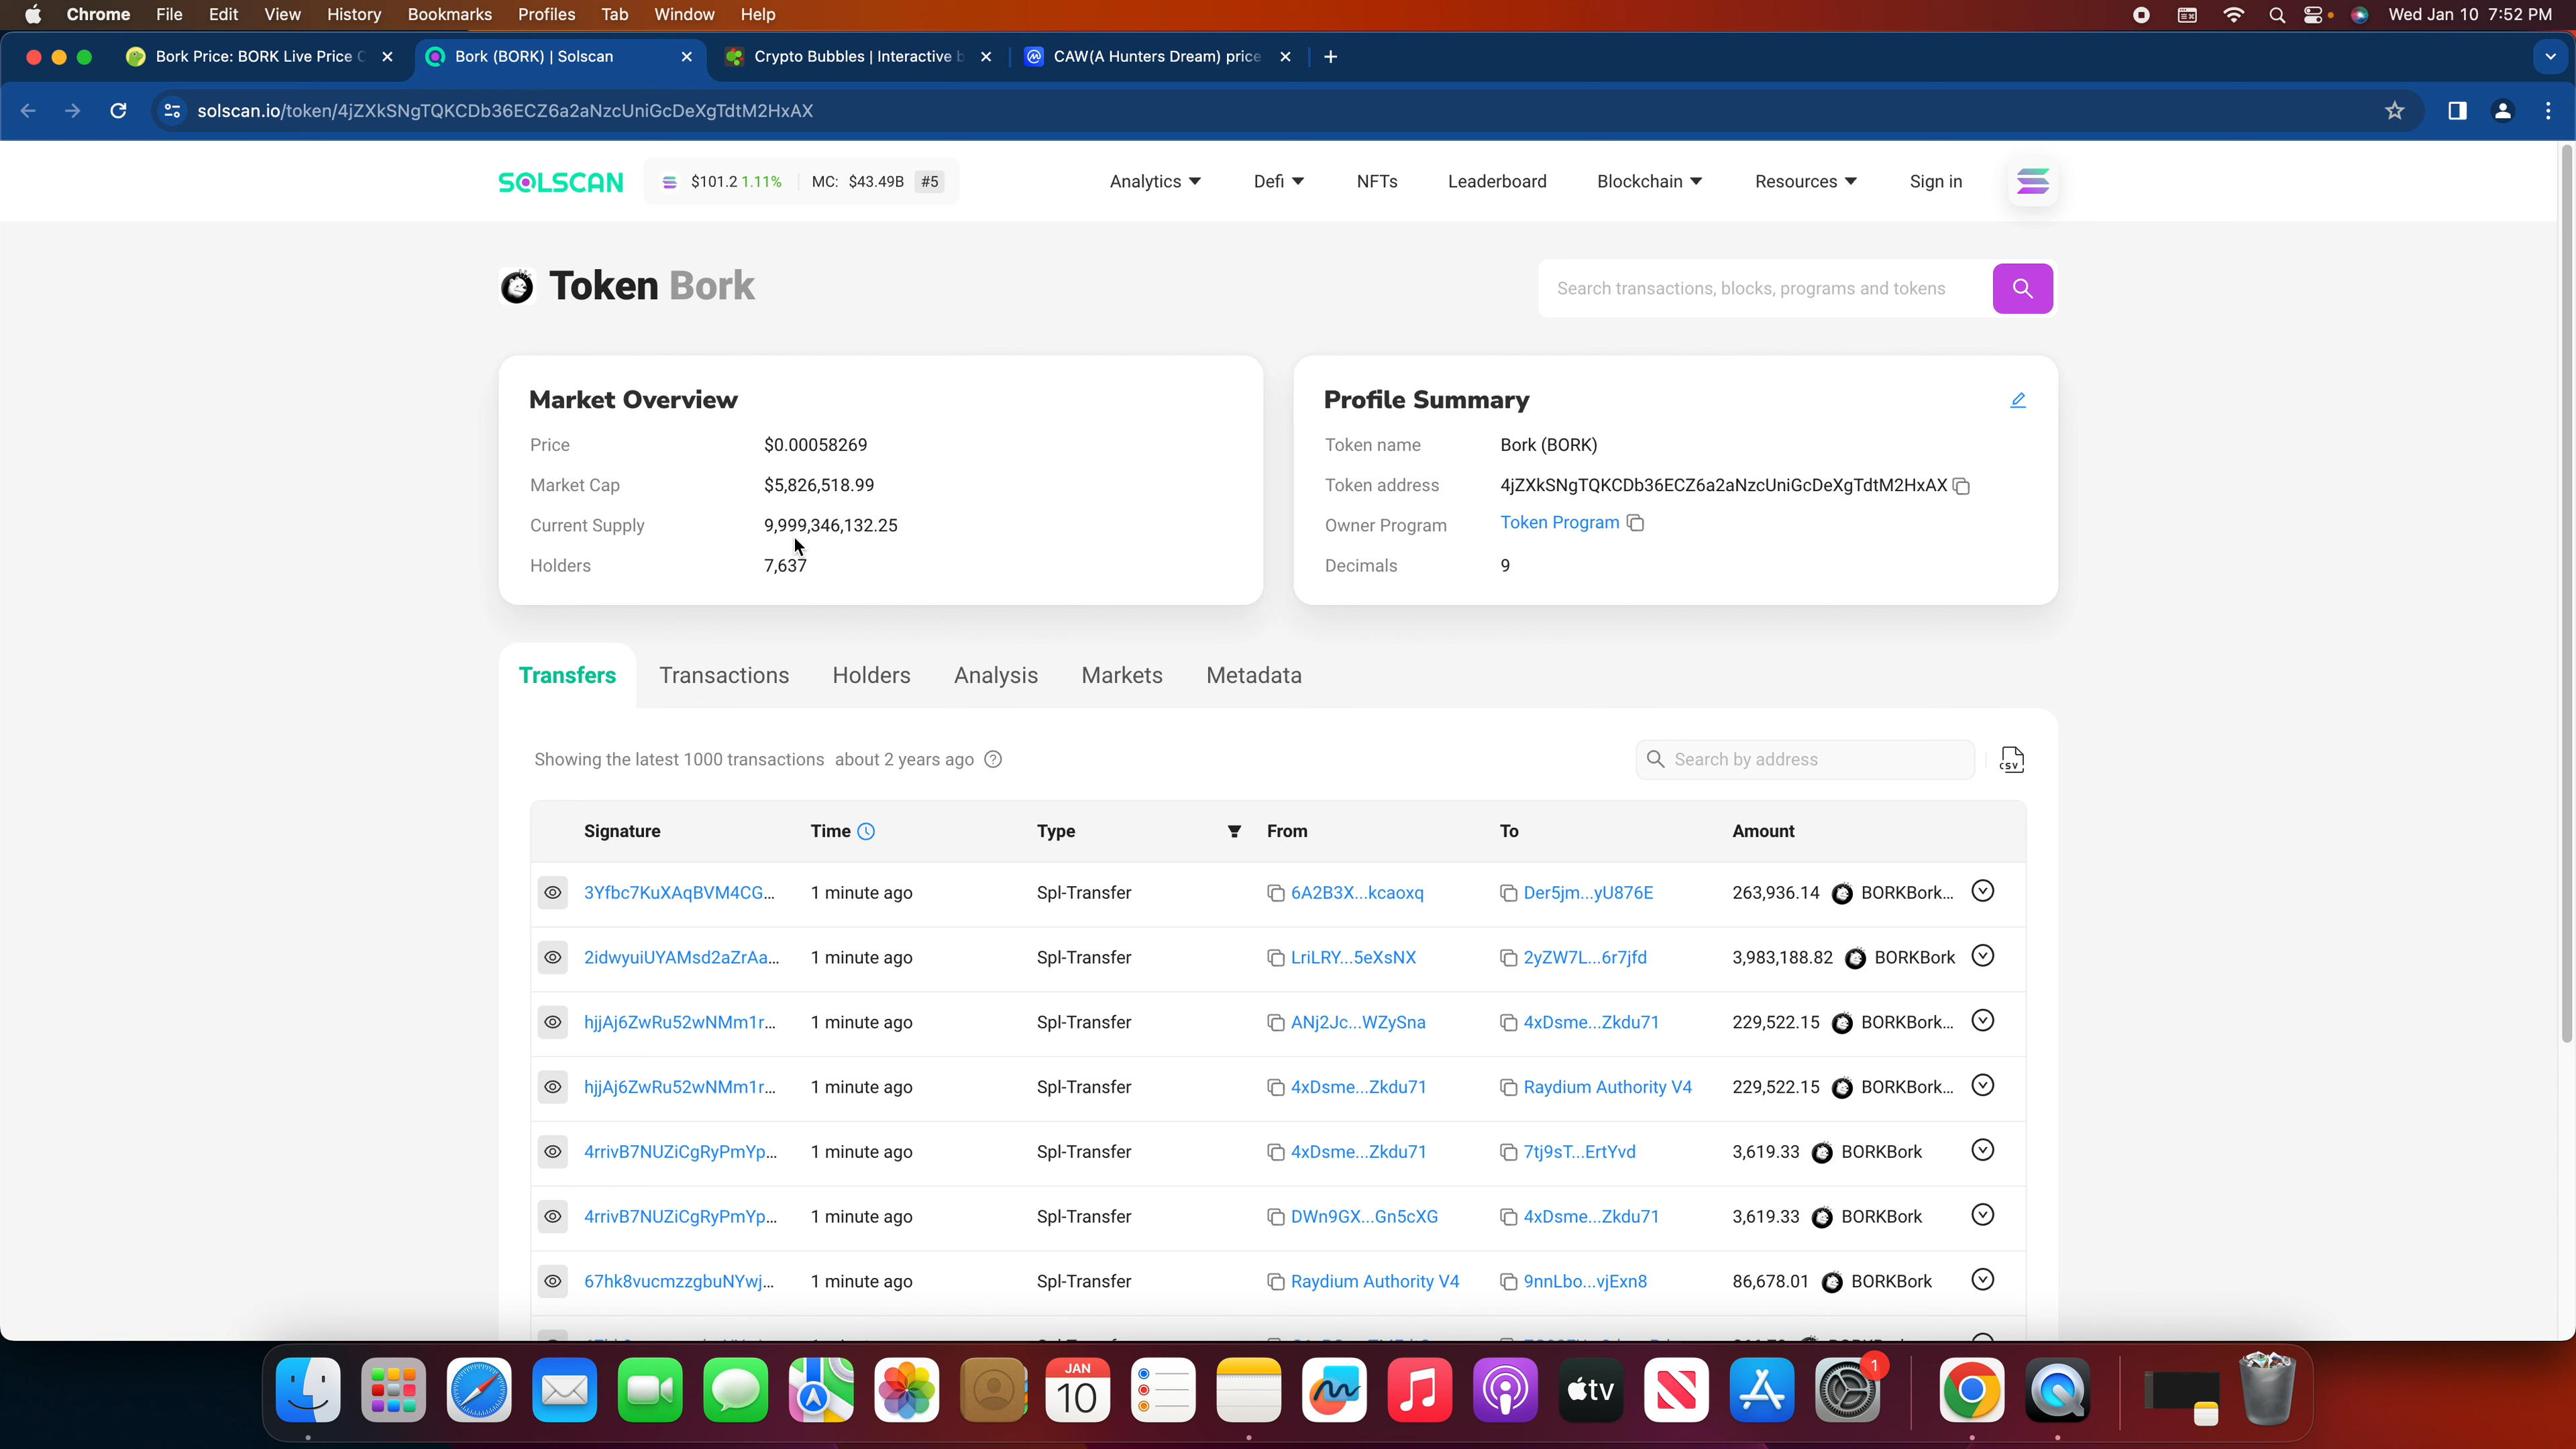 Chrome File Edit View History Bookmarks Profiles Tab Window Help Wed Jan 10 7:52 PM
Bork Price: BORK Live Price C Bork (BORK) | Solscan Crypto Bubbles | Interactive b CAW(A Hunters Dream) price
solscan.io/token/4jZXkSNgTQKCDb36ECZ6a2aNzcUniGcDeXgTdtM2HxAX
SOLSCAN $101.2 1.11% MC: $43.49B #5 Analytics Defi NFTs Leaderboard Blockchain Resources Sign in
Token Bork
Search transactions, blocks, programs and tokens
Market Overview
Price $0.00058269
Market Cap $5,826,518.99
Current Supply 9,999,346,132.25
Holders 7,637
Profile Summary
Token name Bork (BORK)
Token address 4jZXkSNgTQKCDb36ECZ6a2aNzcUniGcDeXgTdtM2HxAX
Owner Program Token Program
Decimals 9
Transfers Transactions Holders Analysis Markets Metadata
Showing the latest 1000 transactions about 2 years ago
Search by address
CSV
Signature Time Type From To Amount
3Yfbc7KuXAqBVM4CG... 1 minute ago Spl-Transfer 6A2B3X...kcaoxq Der5jm...yU876E 263,936.14 BORKBork...
2idwyuiUYAMsd2aZrAa... 1 minute ago Spl-Transfer LriLRY...5eXsNX 2yZW7L...6r7jfd 3,983,188.82 BORKBork
hjjAj6ZwRu52wNMm1r... 1 minute ago Spl-Transfer ANj2Jc...WZySna 4xDsme...Zkdu71 229,522.15 BORKBork...
hjjAj6ZwRu52wNMm1r... 1 minute ago Spl-Transfer 4xDsme...Zkdu71 Raydium Authority V4 229,522.15 BORKBork...
4rrivB7NUZiCgRyPmYp... 1 minute ago Spl-Transfer 4xDsme...Zkdu71 7tj9sT...ErtYvd 3,619.33 BORKBork
4rrivB7NUZiCgRyPmYp... 1 minute ago Spl-Transfer DWn9GX...Gn5cXG 4xDsme...Zkdu71 3,619.33 BORKBork
67hk8vucmzzgbuNYwj... 1 minute ago Spl-Transfer Raydium Authority V4 9nnLbo...vjExn8 86,678.01 BORKBork
JAN
10
tv
1